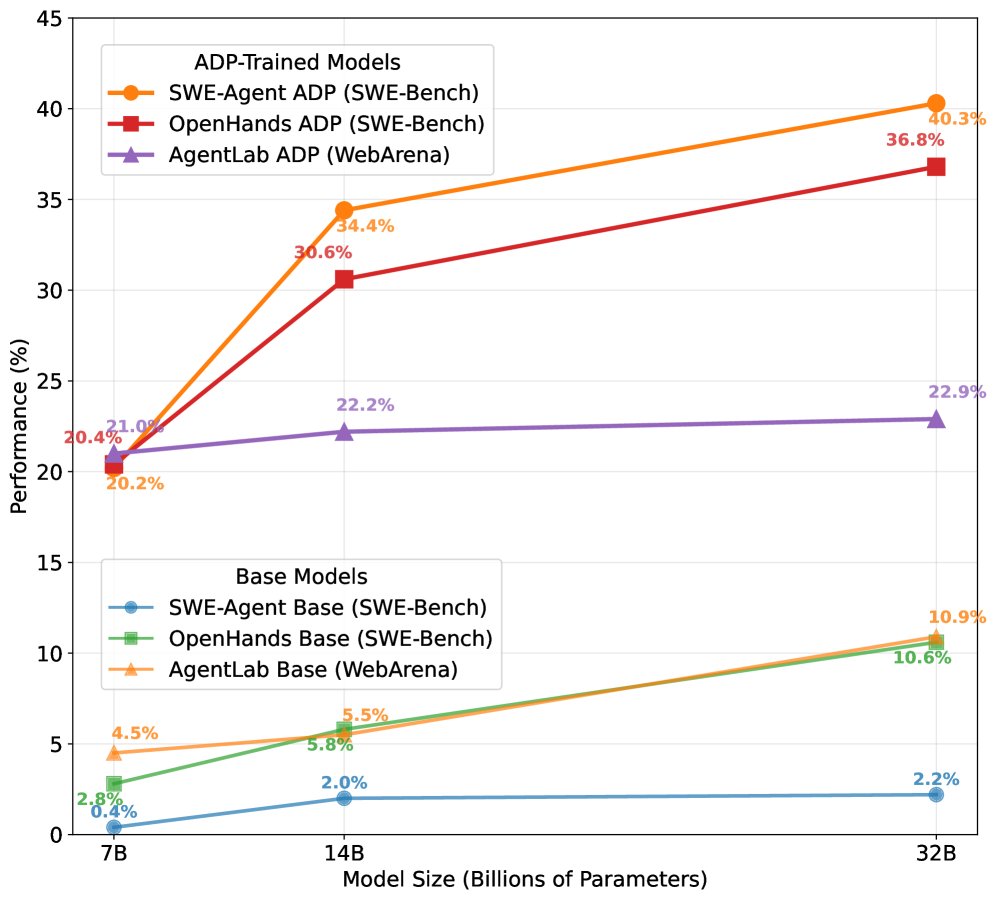 45
40
35
30
25
20
15
10
5
0
Performance (%)
ADP-Trained Models
SWE-Agent ADP (SWE-Bench)
OpenHands ADP (SWE-Bench)
AgentLab ADP (WebArena)
40.3%
36.8%
34.4%
30.6%
22.9%
22.2%
21.0%
20.4%
20.2%
Base Models
SWE-Agent Base (SWE-Bench)
OpenHands Base (SWE-Bench)
AgentLab Base (WebArena)
10.9%
10.6%
5.5%
4.5%
5.8%
2.8%
0.4%
2.0%
2.2%
7B
14B
32B
Model Size (Billions of Parameters)